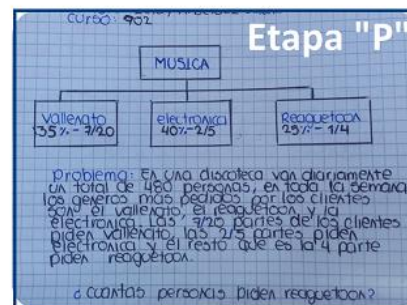 Curso: 902
Etapa "P"
MUSICA
vallenato
35%-7/20
electronica
40%-2/5
Reaguetoon
25%-1/4
Problema: En una discoteca van diariamente
un total de 480 personas, en toda la semana
los generos mas pedidos por los clientes
son el vallenato, el reaguetoon y la
electronica. Las 7/20 partes de los clientes
piden vallenato, las 2/5 partes piden
electronica y el resto que es la 4 parte
piden reaguetoon.
¿Cuantas personas piden reaguetoon?